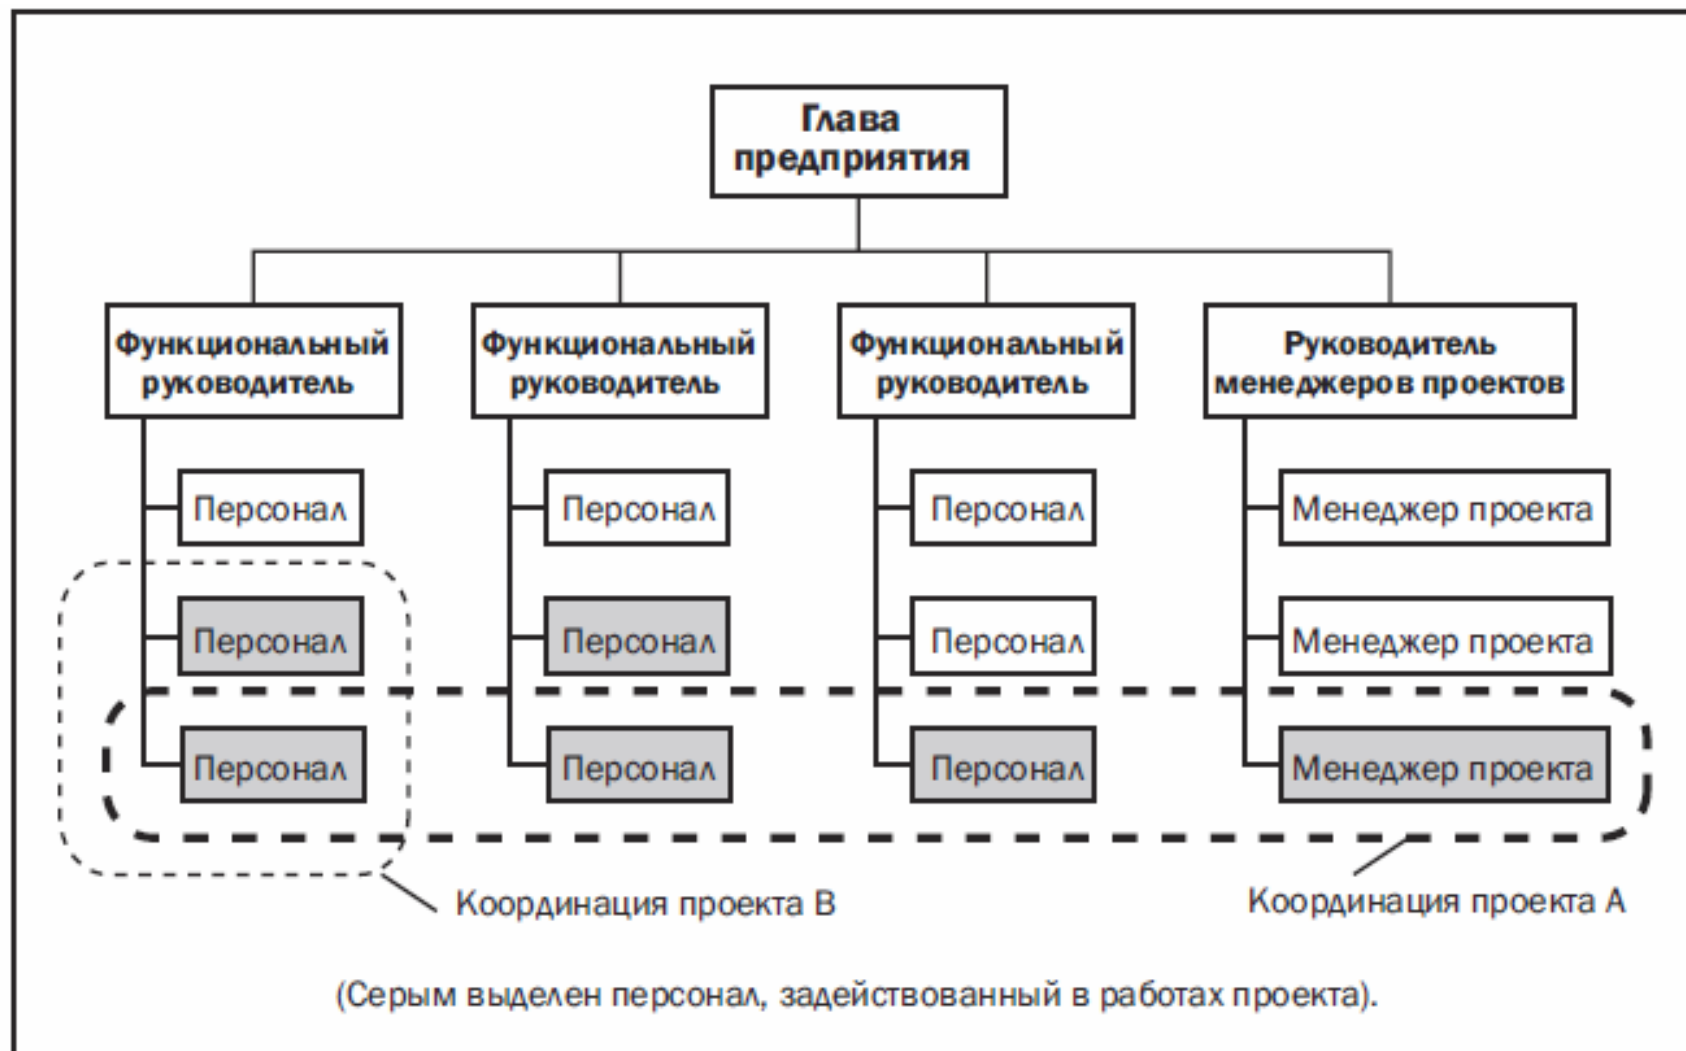 Глава
предприятия
Функциональный
руководитель
Функциональный
руководитель
Функциональный
руководитель
Руководитель
менеджеров проектов
Персонал
Персонал
Персонал
Менеджер проекта
Персонал
Персонал
Персонал
Менеджер проекта
Персонал
Персонал
Персонал
Менеджер проекта
Координация проекта В
Координация проекта А
(Серым выделен персонал, задействованный в работах проекта).